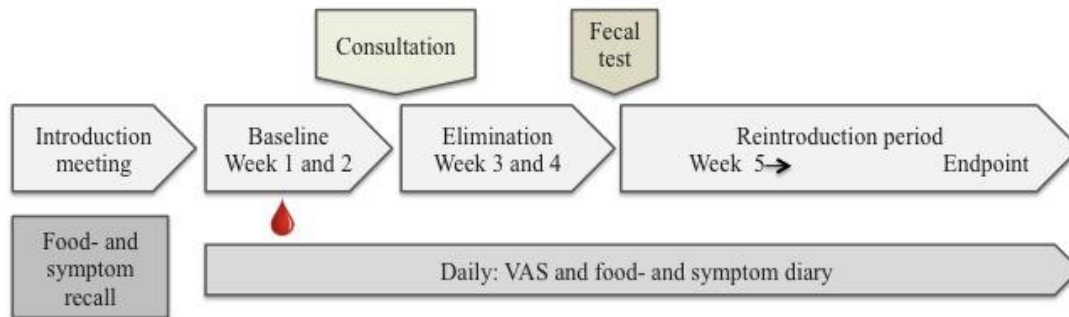 Consultation
Fecal
test
Introduction
meeting
Baseline
Week 1 and 2
Elimination
Week 3 and 4
Reintroduction period
Week 5 Endpoint
Food- and
symptom
recall
Daily: VAS and food- and symptom diary